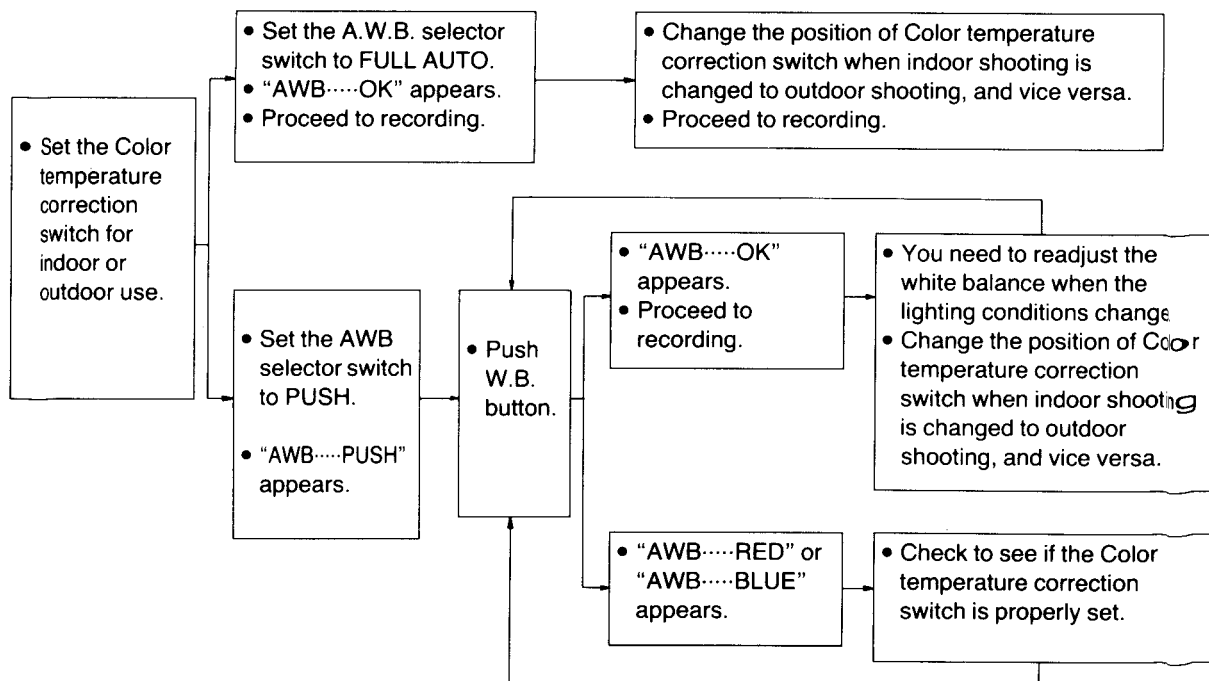 • Set the Color
temperature
correction
switch for
indoor or
outdoor use.
• Set the A.W.B. selector
switch to FULL AUTO.
• “AWB·····OK” appears.
• Proceed to recording.
• Change the position of Color temperature
correction switch when indoor shooting is
changed to outdoor shooting, and vice versa.
• Proceed to recording.
• Set the AWB
selector switch
to PUSH.
• “AWB·····PUSH”
appears.
• Push
W.B.
button.
• “AWB·····OK”
appears.
• Proceed to
recording.
• You need to readjust the
white balance when the
lighting conditions change
• Change the position of Color
temperature correction
switch when indoor shooting
is changed to outdoor
shooting, and vice versa.
• “AWB·····RED” or
“AWB·····BLUE”
appears.
• Check to see if the Color
temperature correction
switch is properly set.